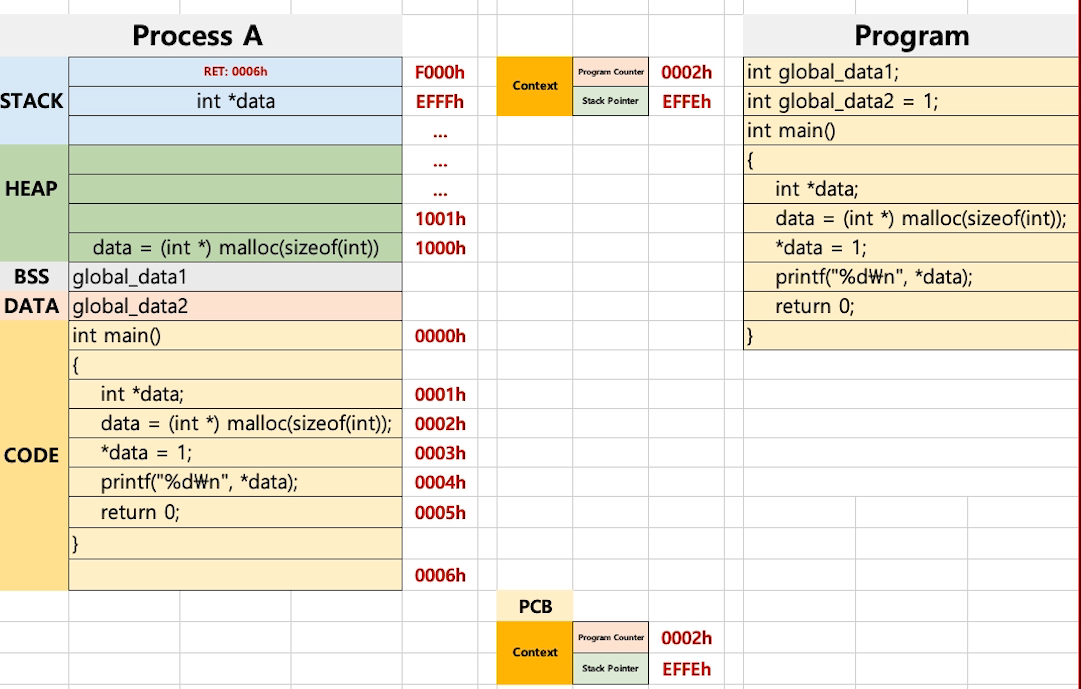 Process A
Program
RET: 0006h
F000h
Context
Program Counter
0002h
int global_data1;
STACK
int *data
EFFFh
Stack Pointer
EFFEh
int global_data2 = 1;
...
int main()
...
{
HEAP
...
int *data;
1001h
data = (int *) malloc(sizeof(int));
data = (int *) malloc(sizeof(int))
1000h
*data = 1;
BSS
global_data1
printf("%d₩n", *data);
DATA
global_data2
return 0;
int main()
0000h
}
{
int *data;
0001h
data = (int *) malloc(sizeof(int));
0002h
CODE
*data = 1;
0003h
printf("%d₩n", *data);
0004h
return 0;
0005h
}
0006h
PCB
Context
Program Counter
0002h
Stack Pointer
EFFEh